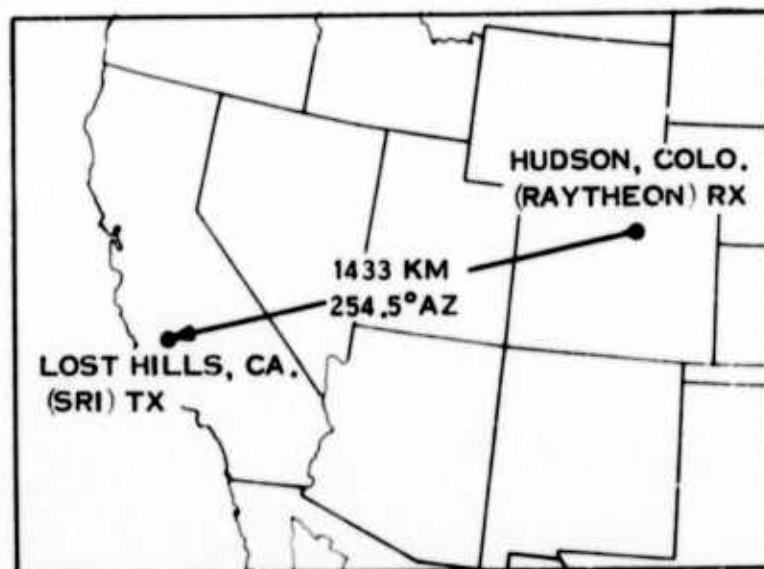 HUDSON, COLO.
(RAYTHEON) RX
1433 KM
254.5° AZ
LOST HILLS, CA.
(SRI) TX